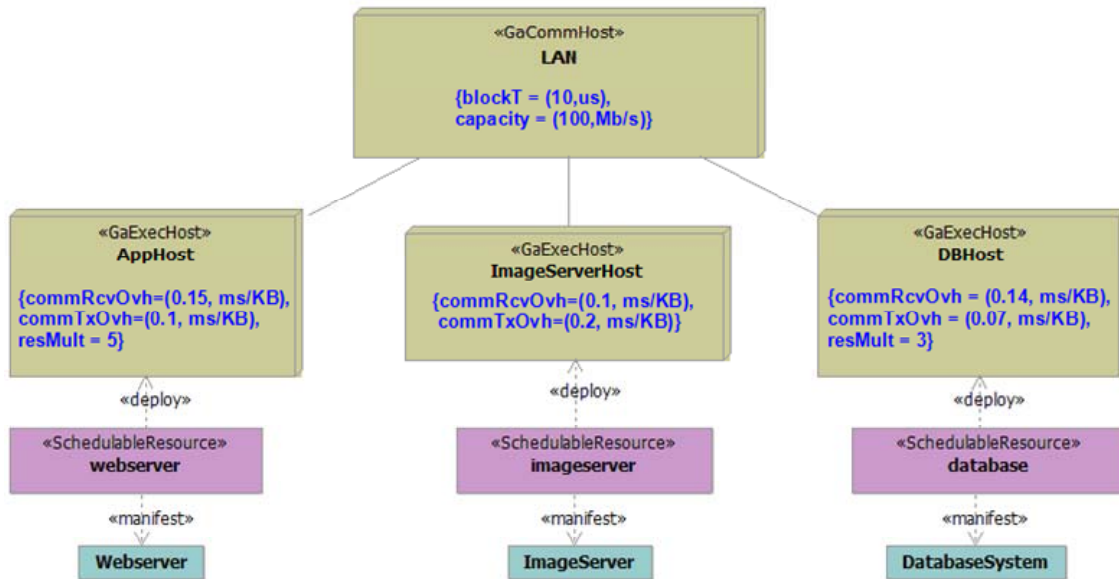 «GaCommHost»
LAN
{blockT = (10,us),
capacity = (100,Mb/s)}
«GaExecHost»
AppHost
{commRcvOvh=(0.15, ms/KB),
commTxOvh=(0.1, ms/KB),
resMult = 5}
«GaExecHost»
ImageServerHost
{commRcvOvh=(0.1, ms/KB),
commTxOvh=(0.2, ms/KB)}
«GaExecHost»
DBHost
{commRcvOvh = (0.14, ms/KB),
commTxOvh = (0.07, ms/KB),
resMult = 3}
«deploy»
«deploy»
«deploy»
«SchedulableResource»
webserver
«SchedulableResource»
imageserver
«SchedulableResource»
database
«manifest»
«manifest»
«manifest»
Webserver
ImageServer
DatabaseSystem